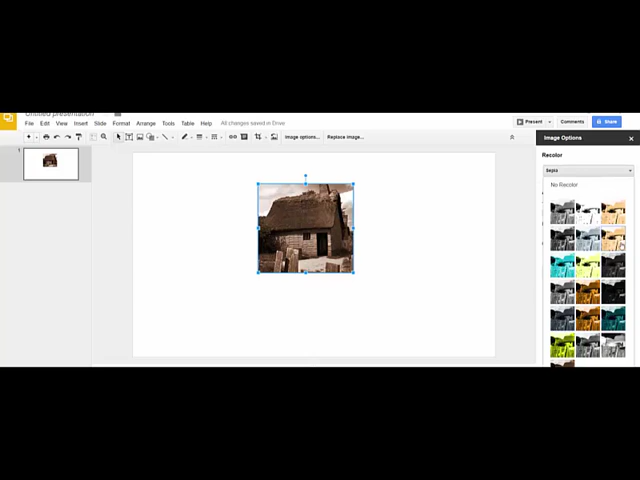 Untitled presentation
File Edit View Insert Slide Format Arrange Tools Table Help All changes saved in Drive
Present Comments Share
Image options... Replace image...
Image Options
Recolor
Sepia
No Recolor
1